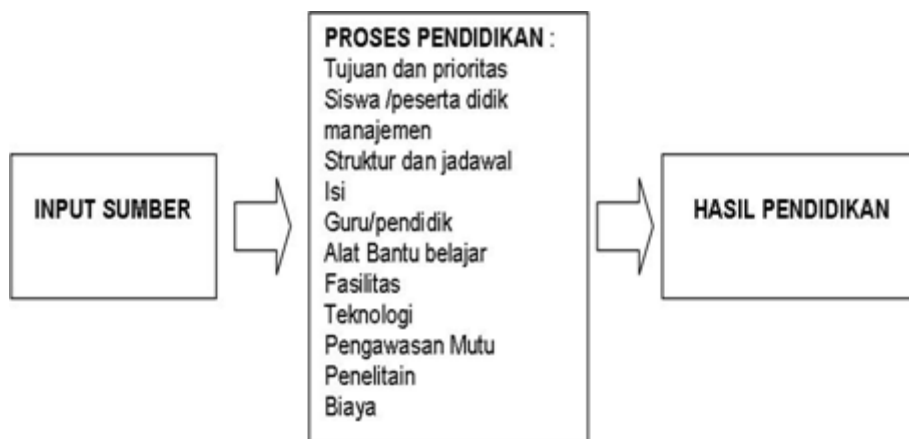 INPUT SUMBER
PROSES PENDIDIKAN :
Tujuan dan prioritas
Siswa /peserta didik
manajemen
Struktur dan jadawal
Isi
Guru/pendidik
Alat Bantu belajar
Fasilitas
Teknologi
Pengawasan Mutu
Penelitain
Biaya
HASIL PENDIDIKAN